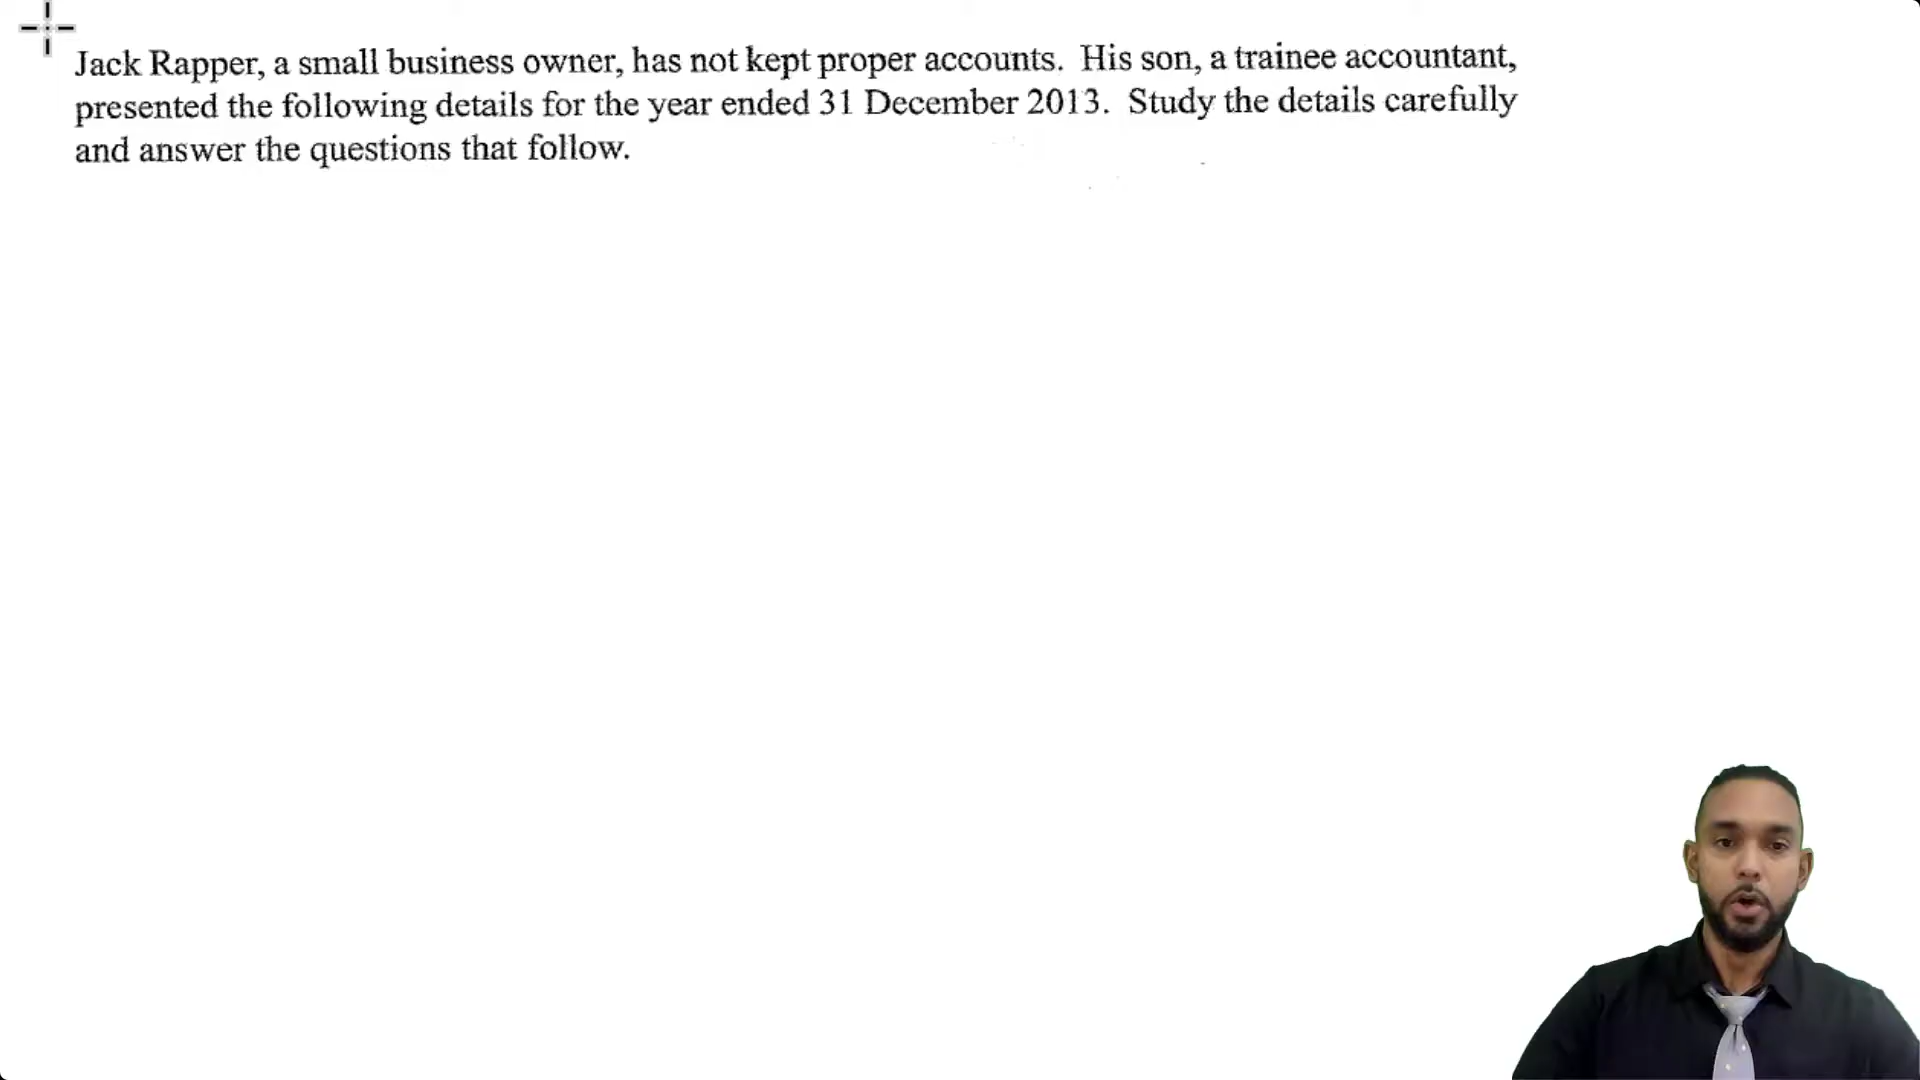 Jack Rapper, a small business owner, has not kept proper accounts. His son, a trainee accountant,
presented the following details for the year ended 31 December 2013. Study the details carefully
and answer the questions that follow.